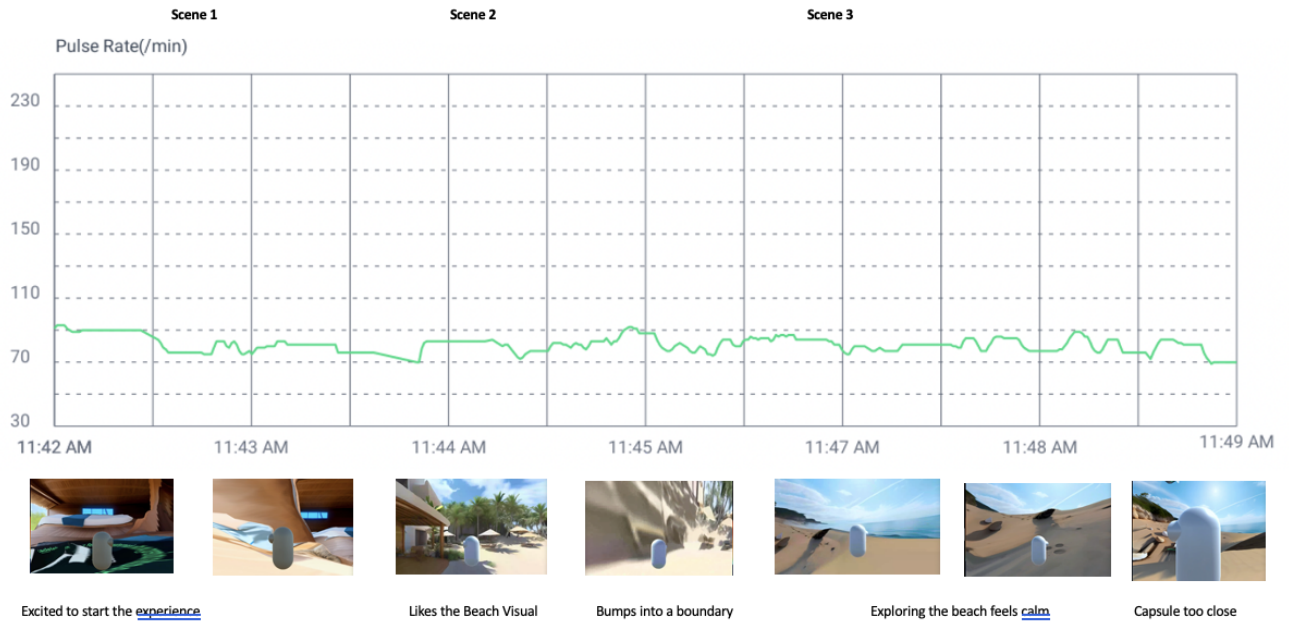 Scene 1
Scene 2
Scene 3
Pulse Rate(/min)
230
190
150
110
70
30
11:42 AM
11:43 AM
11:44 AM
11:45 AM
11:47 AM
11:48 AM
11:49 AM
Excited to start the experience
Likes the Beach Visual
Bumps into a boundary
Exploring the beach feels calm
Capsule too close